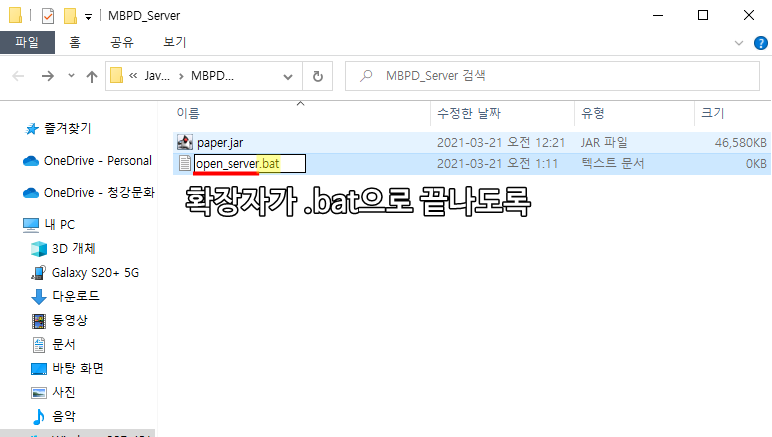 MBPD_Server
파일 홈 공유 보기
Jav... MBPD... MBPD_Server 검색
이름 수정한 날짜 유형 크기
paper.jar 2021-03-21 오전 12:21 JAR 파일 46,580KB
open_server.bat 2021-03-21 오전 1:11 텍스트 문서 0KB
확장자가 .bat으로 끝나도록
즐겨찾기
OneDrive - Personal
OneDrive - 청강문화
내 PC
3D 개체
Galaxy S20+ 5G
다운로드
동영상
문서
바탕 화면
사진
음악